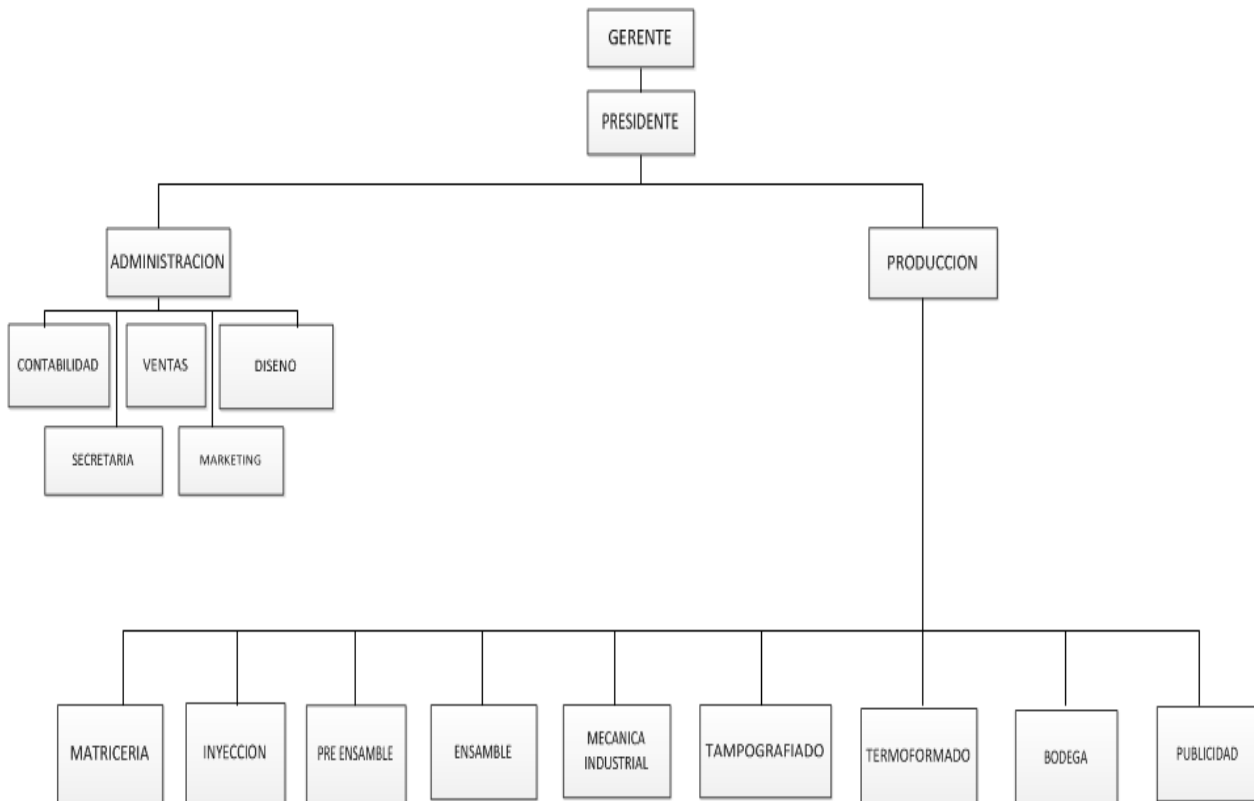 GERENTE
PRESIDENTE
ADMINISTRACION
PRODUCCION
CONTABILIDAD
VENTAS
DISENO
SECRETARIA
MARKETING
MATRICERIA
INYECCION
PRE ENSAMBLE
ENSAMBLE
MECANICA
INDUSTRIAL
TAMPOGRAFIADO
TERMOFORMADO
BODEGA
PUBLICIDAD